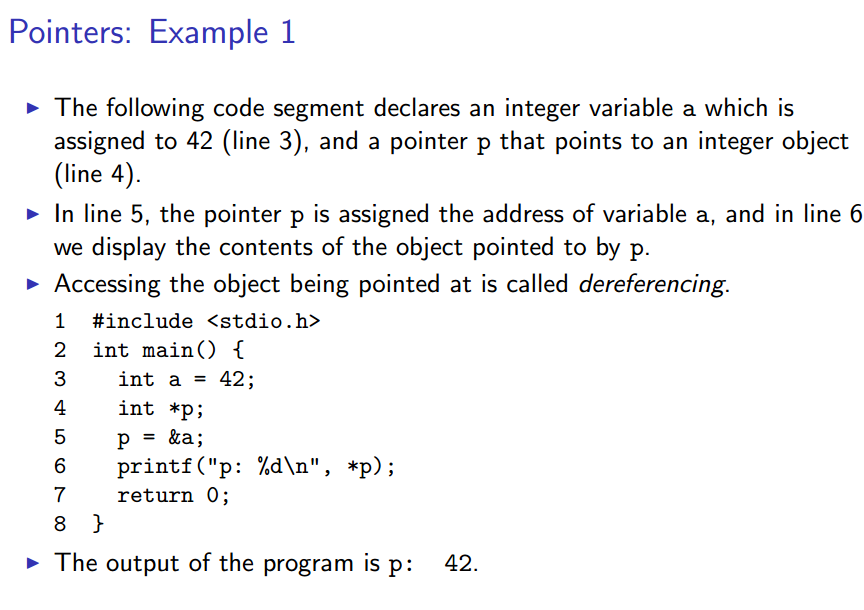 Pointers: Example 1
▶ The following code segment declares an integer variable a which is
assigned to 42 (line 3), and a pointer p that points to an integer object
(line 4).
▶ In line 5, the pointer p is assigned the address of variable a, and in line 6
we display the contents of the object pointed to by p.
▶ Accessing the object being pointed at is called dereferencing.
1 #include <stdio.h>
2 int main() {
3   int a = 42;
4   int *p;
5   p = &a;
6   printf("p: %d\n", *p);
7   return 0;
8 }
▶ The output of the program is p: 42.